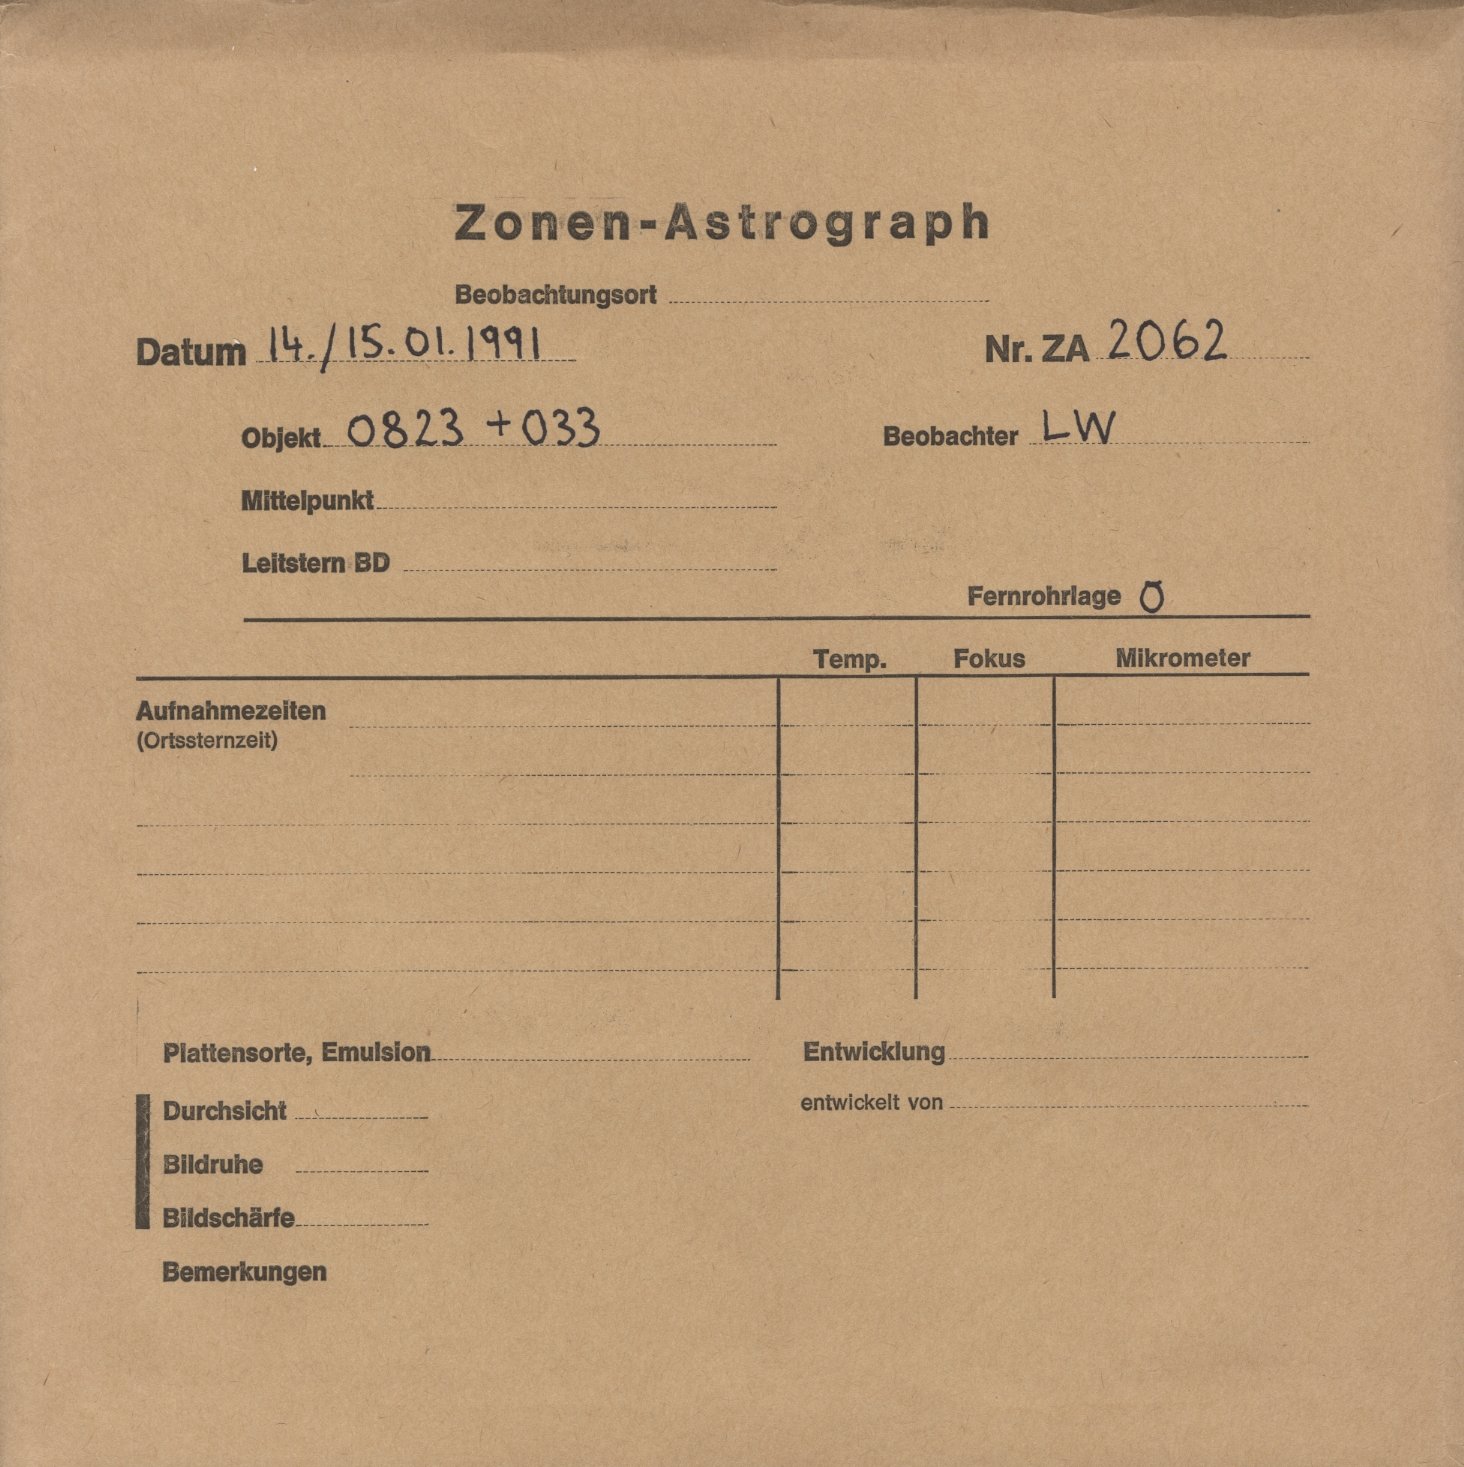 Zonen-Astrograph
Beobachtungsort
Datum 14./15.01.1991 Nr. ZA 2062
Objekt 0823 +033 Beobachter LW
Mittelpunkt
Leitstern BD
Fernrohrlage Ö
Temp. Fokus Mikrometer
Aufnahmezeiten
(Ortssternzeit)
Plattensorte, Emulsion Entwicklung
entwickelt von
Durchsicht
Bildruhe
Bildschärfe
Bemerkungen